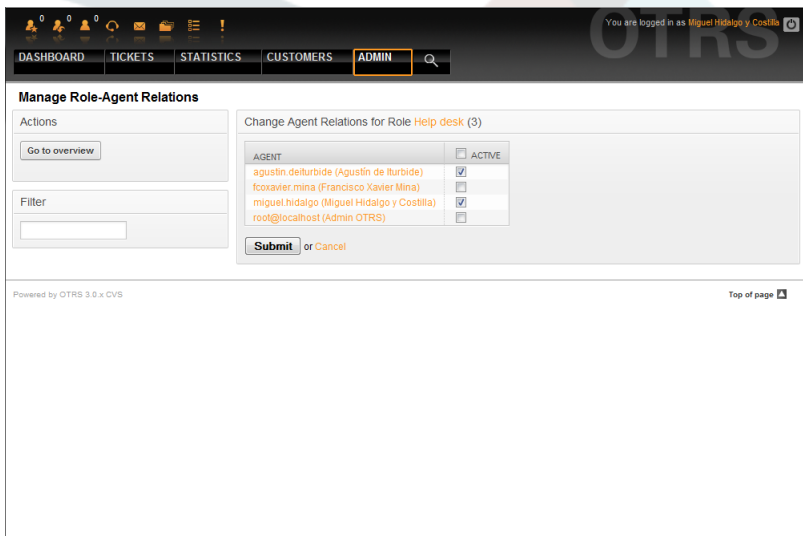 0 0 0
You are logged in as Miguel Hidalgo y Costilla
OTRS
DASHBOARD TICKETS STATISTICS CUSTOMERS ADMIN
Manage Role-Agent Relations
Actions
Go to overview
Filter
Change Agent Relations for Role Help desk (3)
AGENT ACTIVE
agustin.deiturbide (Agustín de Iturbide)
fcoxavier.mina (Francisco Xavier Mina)
miguel.hidalgo (Miguel Hidalgo y Costilla)
root@localhost (Admin OTRS)
Submit or Cancel
Powered by OTRS 3.0.x CVS
Top of page